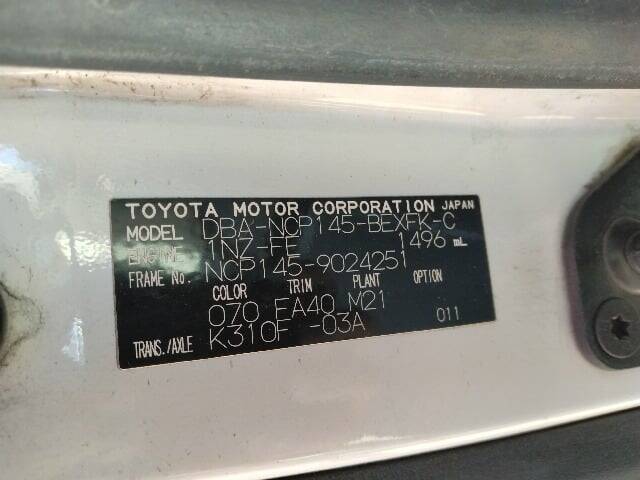 TOYOTA MOTOR CORPORATION JAPAN
MODEL DBA-NCP145-BEXFK-C
ENGINE 1NZ-FE 1496 mL
FRAME NO. NCP145-9024251
COLOR TRIM PLANT OPTION
070 EA40 M21
TRANS./AXLE K310F -03A 011